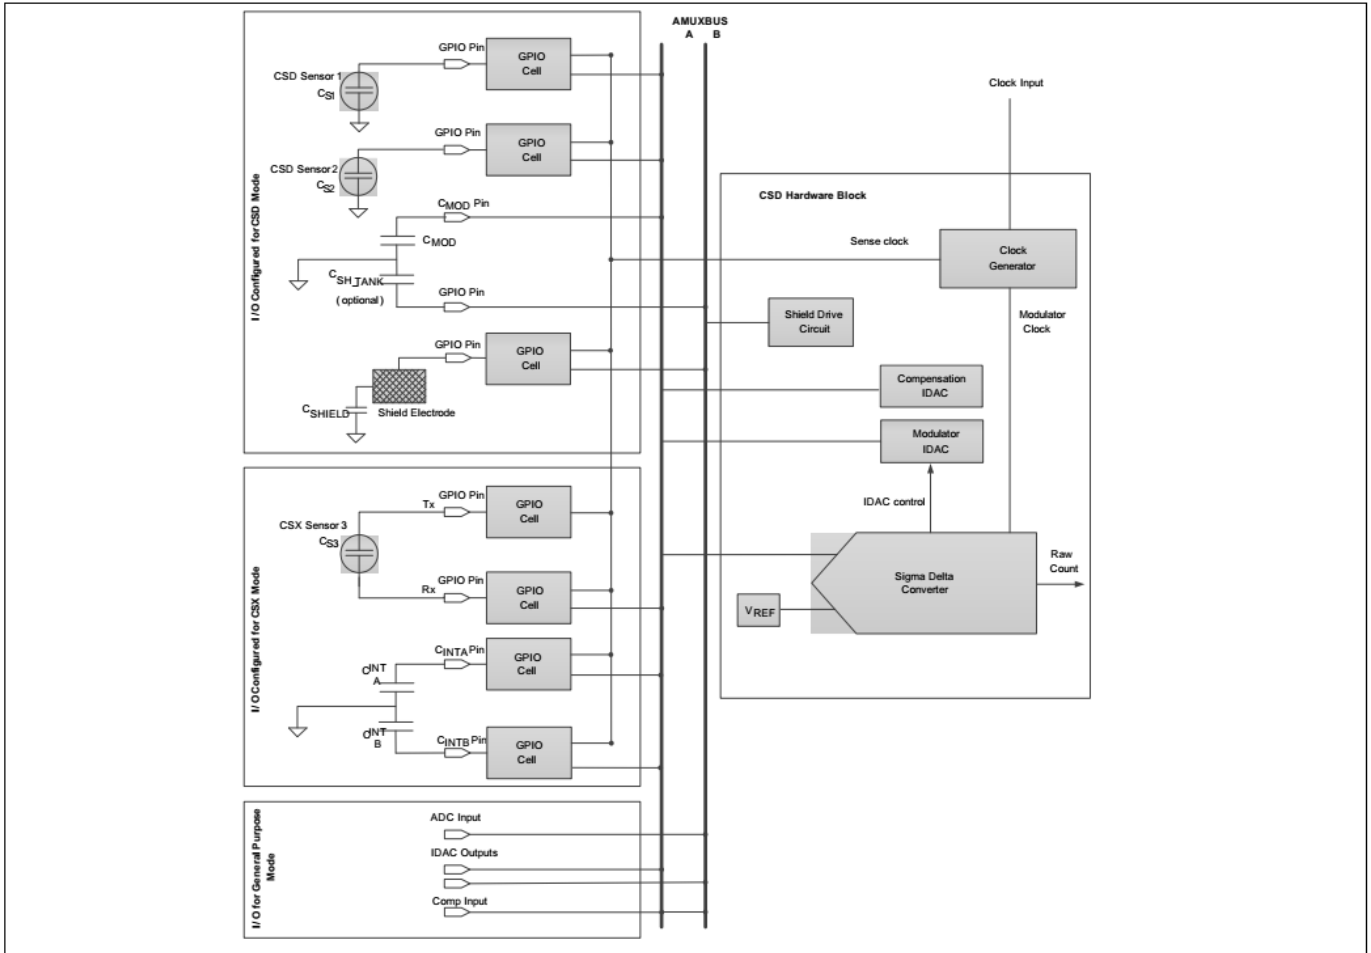 AMUXBUS
A B
I/O Configured for CSD Mode
GPIO Pin
GPIO
Cell
CSD Sensor 1
CS1
GPIO Pin
GPIO
Cell
CSD Sensor2
CS2
CMOD Pin
CMOD
CSH_TANK
(optional)
GPIO Pin
GPIO Pin
GPIO
Cell
CSHIELD
Shield Electrode
I/O Configured for CSX Mode
GPIO Pin
Tx
GPIO
Cell
CSX Sensor 3
CS3
GPIO Pin
Rx
GPIO
Cell
CINTA Pin
GPIO
Cell
CINT
A
CINT
B
CINTB Pin
GPIO
Cell
I/O for General Purpose
Mode
ADC Input
IDAC Outputs
Comp Input
Clock Input
CSD Hardware Block
Sense clock
Clock
Generator
Shield Drive
Circuit
Modulator
Clock
Compensation
IDAC
Modulator
IDAC
IDAC control
Sigma Delta
Converter
Raw
Count
VREF